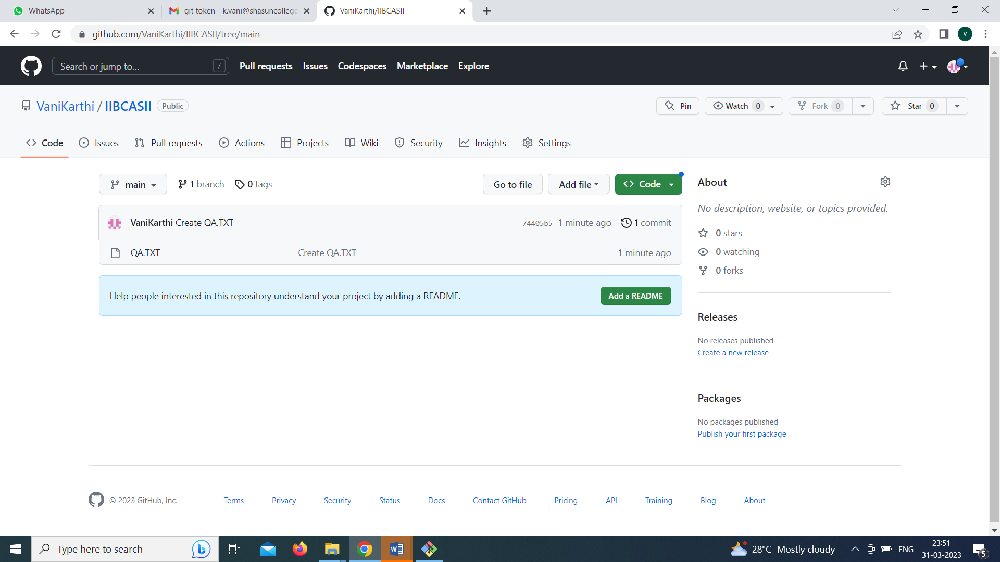 WhatsApp
git token - k.vani@shasuncollege
VaniKarthi/IIBCASII
github.com/VaniKarthi/IIBCASII/tree/main
V
Search or jump to...
/
Pull requests
Issues
Codespaces
Marketplace
Explore
VaniKarthi / IIBCASII
Public
Pin
Watch 0
Fork 0
Star 0
Code
Issues
Pull requests
Actions
Projects
Wiki
Security
Insights
Settings
main
1 branch
0 tags
Go to file
Add file
Code
VaniKarthi Create QA.TXT
74405b5 1 minute ago
1 commit
QA.TXT
Create QA.TXT
1 minute ago
Help people interested in this repository understand your project by adding a README.
Add a README
About
No description, website, or topics provided.
0 stars
0 watching
0 forks
Releases
No releases published
Create a new release
Packages
No packages published
Publish your first package
© 2023 GitHub, Inc.
Terms
Privacy
Security
Status
Docs
Contact GitHub
Pricing
API
Training
Blog
About
Type here to search
28°C Mostly cloudy
ENG
23:51
31-03-2023
5